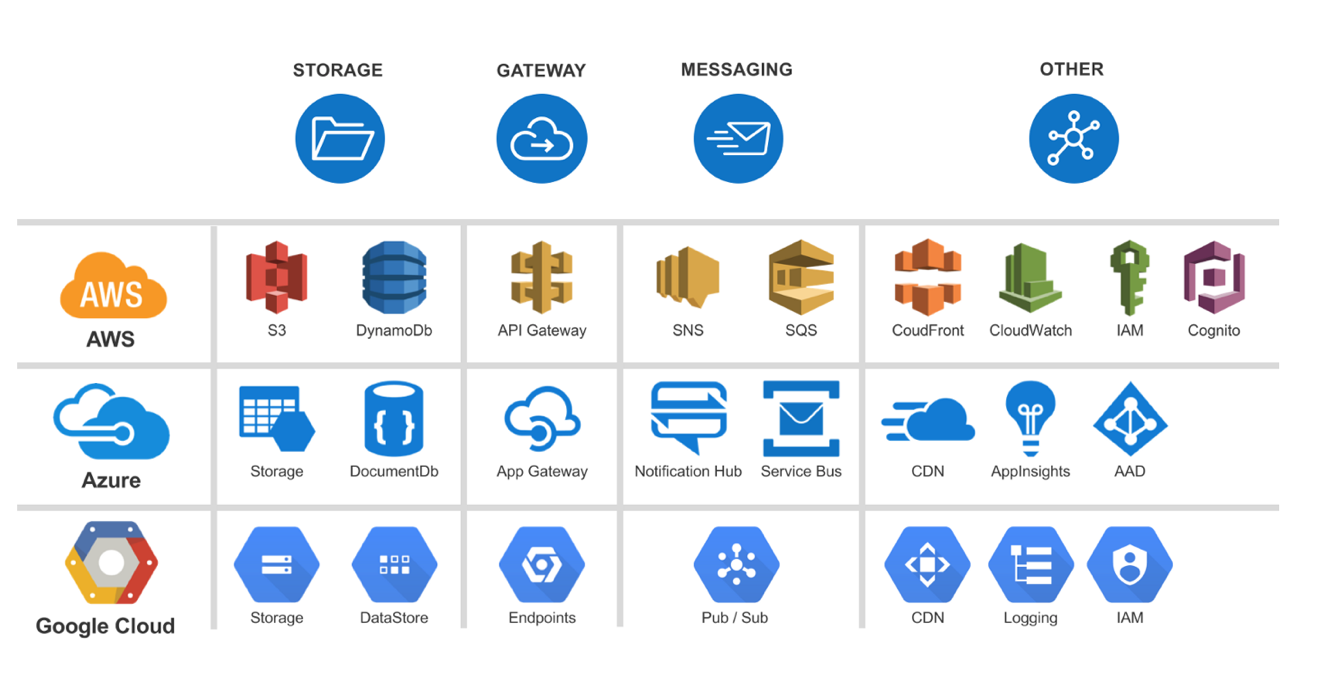 STORAGE GATEWAY MESSAGING OTHER
AWS
AWS
S3 DynamoDb API Gateway SNS SQS CoudFront CloudWatch IAM Cognito
Azure
Storage DocumentDb App Gateway Notification Hub Service Bus CDN AppInsights AAD
Google Cloud
Storage DataStore Endpoints Pub / Sub CDN Logging IAM